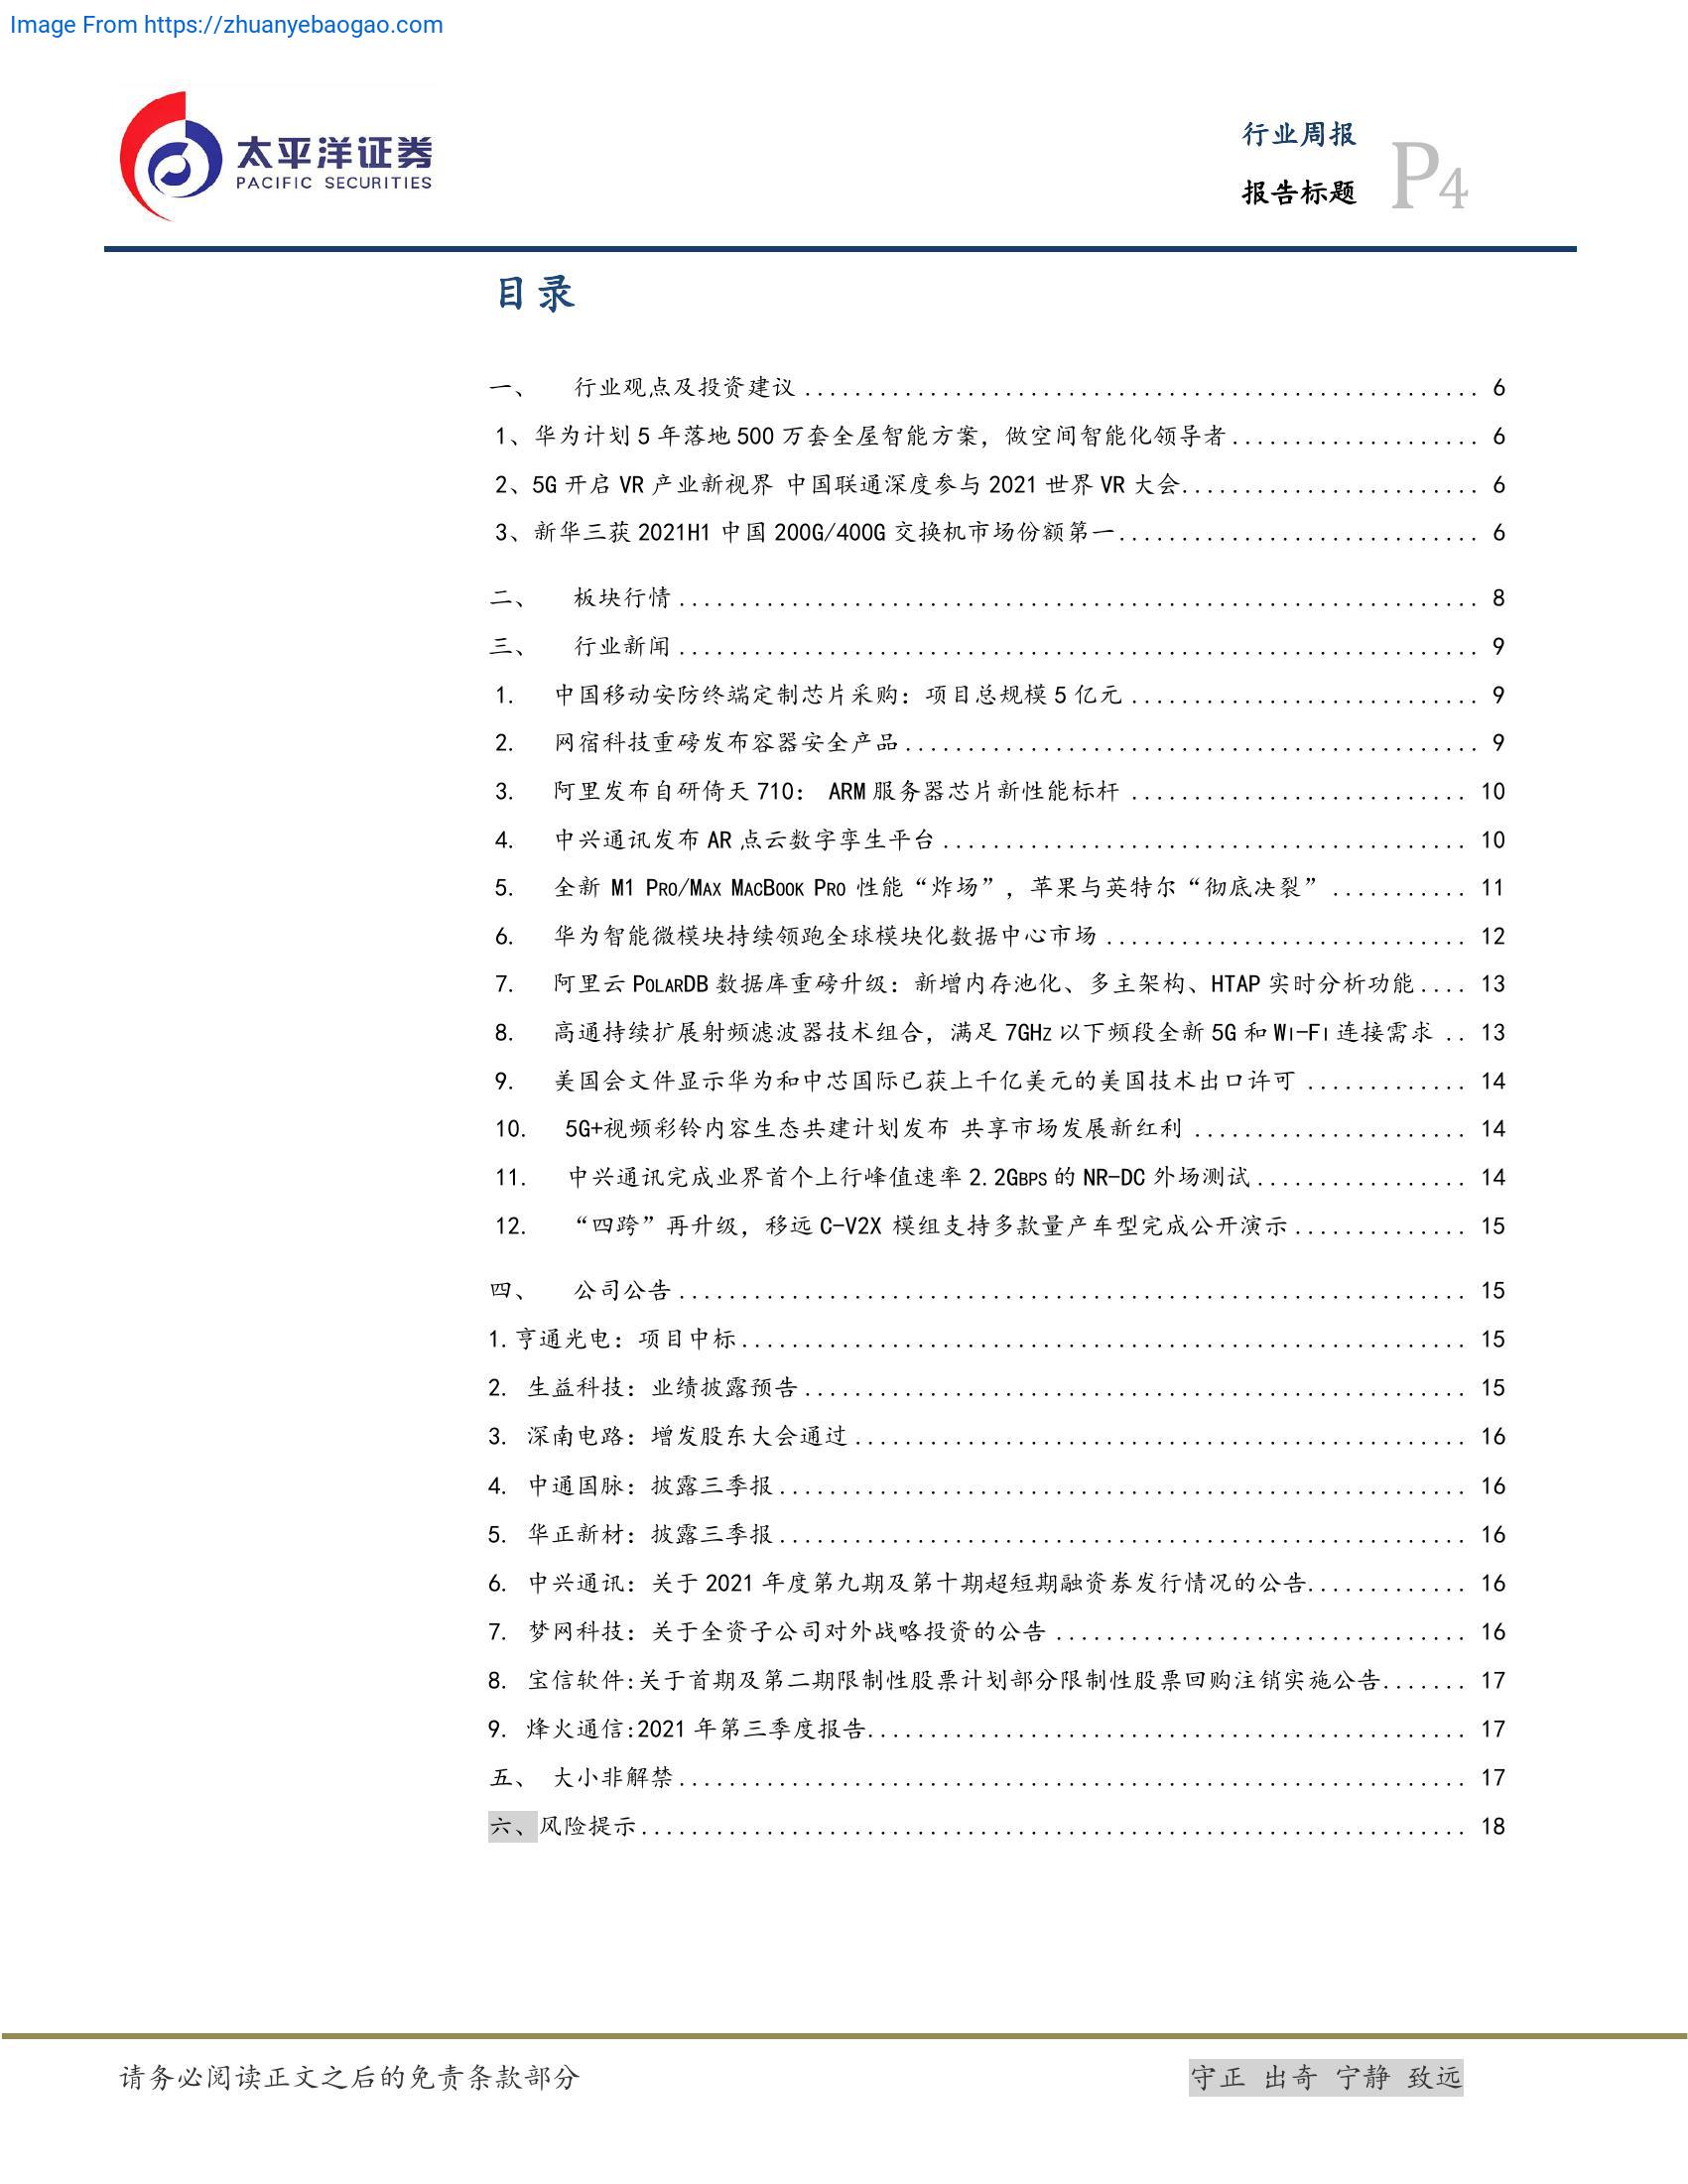 Image From https://zhuanyebaogao.com
太平洋证券
PACIFIC SECURITIES
行业周报
报告标题
P4
目录
一、 行业观点及投资建议 6
1、华为计划 5 年落地 500 万套全屋智能方案，做空间智能化领导者 6
2、5G 开启 VR 产业新视界 中国联通深度参与 2021 世界 VR 大会 6
3、新华三获 2021H1 中国 200G/400G 交换机市场份额第一 6
二、 板块行情 8
三、 行业新闻 9
1. 中国移动安防终端定制芯片采购：项目总规模 5 亿元 9
2. 网宿科技重磅发布容器安全产品 9
3. 阿里发布自研倚天 710： ARM 服务器芯片新性能标杆 10
4. 中兴通讯发布 AR 点云数字孪生平台 10
5. 全新 M1 PRO/MAX MACBOOK PRO 性能“炸场”，苹果与英特尔“彻底决裂” 11
6. 华为智能微模块持续领跑全球模块化数据中心市场 12
7. 阿里云 POLARDB 数据库重磅升级：新增内存池化、多主架构、HTAP 实时分析功能 13
8. 高通持续扩展射频滤波器技术组合，满足 7GHZ 以下频段全新 5G 和 WI-FI 连接需求 13
9. 美国会文件显示华为和中芯国际已获上千亿美元的美国技术出口许可 14
10. 5G+视频彩铃内容生态共建计划发布 共享市场发展新红利 14
11. 中兴通讯完成业界首个上行峰值速率 2.2GBPS 的 NR-DC 外场测试 14
12. “四跨”再升级，移远 C-V2X 模组支持多款量产车型完成公开演示 15
四、 公司公告 15
1.亨通光电：项目中标 15
2. 生益科技：业绩披露预告 15
3. 深南电路：增发股东大会通过 16
4. 中通国脉：披露三季报 16
5. 华正新材：披露三季报 16
6. 中兴通讯：关于 2021 年度第九期及第十期超短期融资券发行情况的公告 16
7. 梦网科技：关于全资子公司对外战略投资的公告 16
8. 宝信软件:关于首期及第二期限制性股票计划部分限制性股票回购注销实施公告 17
9. 烽火通信:2021 年第三季度报告 17
五、 大小非解禁 17
六、风险提示 18
请务必阅读正文之后的免责条款部分
守正 出奇 宁静 致远